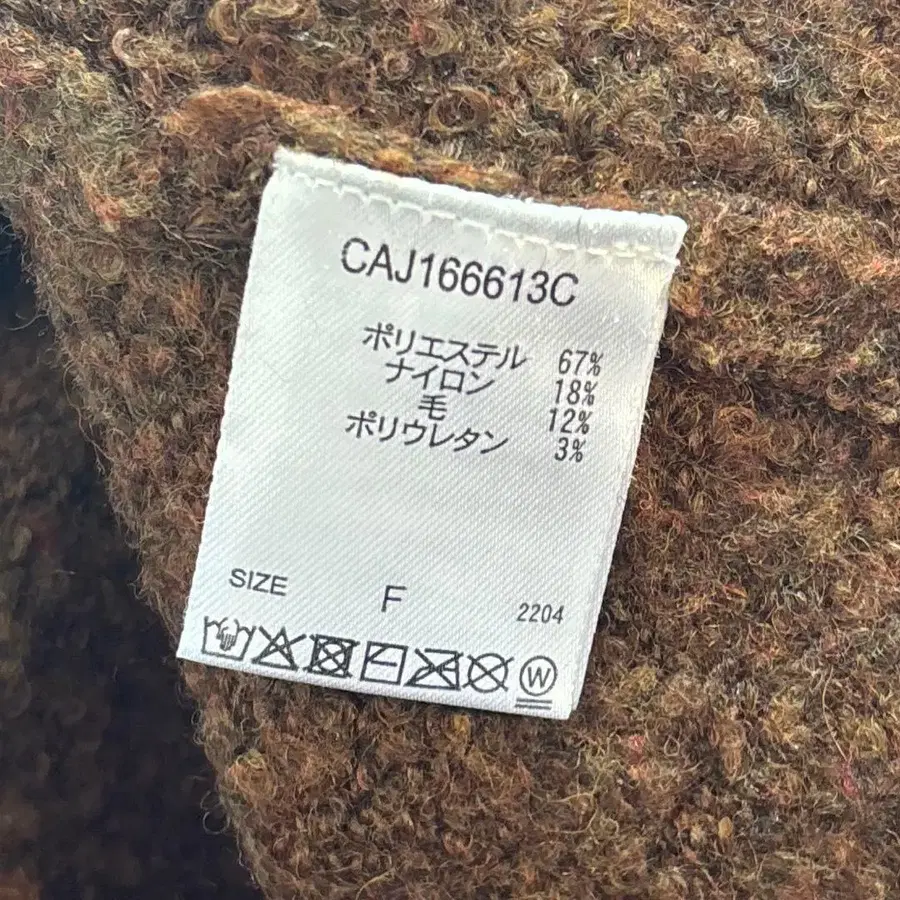 CAJ166613C
ポリエステル 67%
ナイロン 18%
毛 12%
ポリウレタン 3%
SIZE F 2204
W